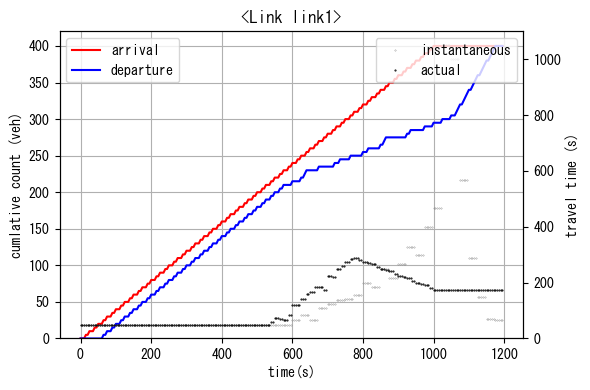 <Link link1>
arrival
departure
instantaneous
actual
cumlative count (veh)
400
350
300
250
200
150
100
50
0
travel time (s)
1000
800
600
400
200
0
0 200 400 600 800 1000 1200
time(s)